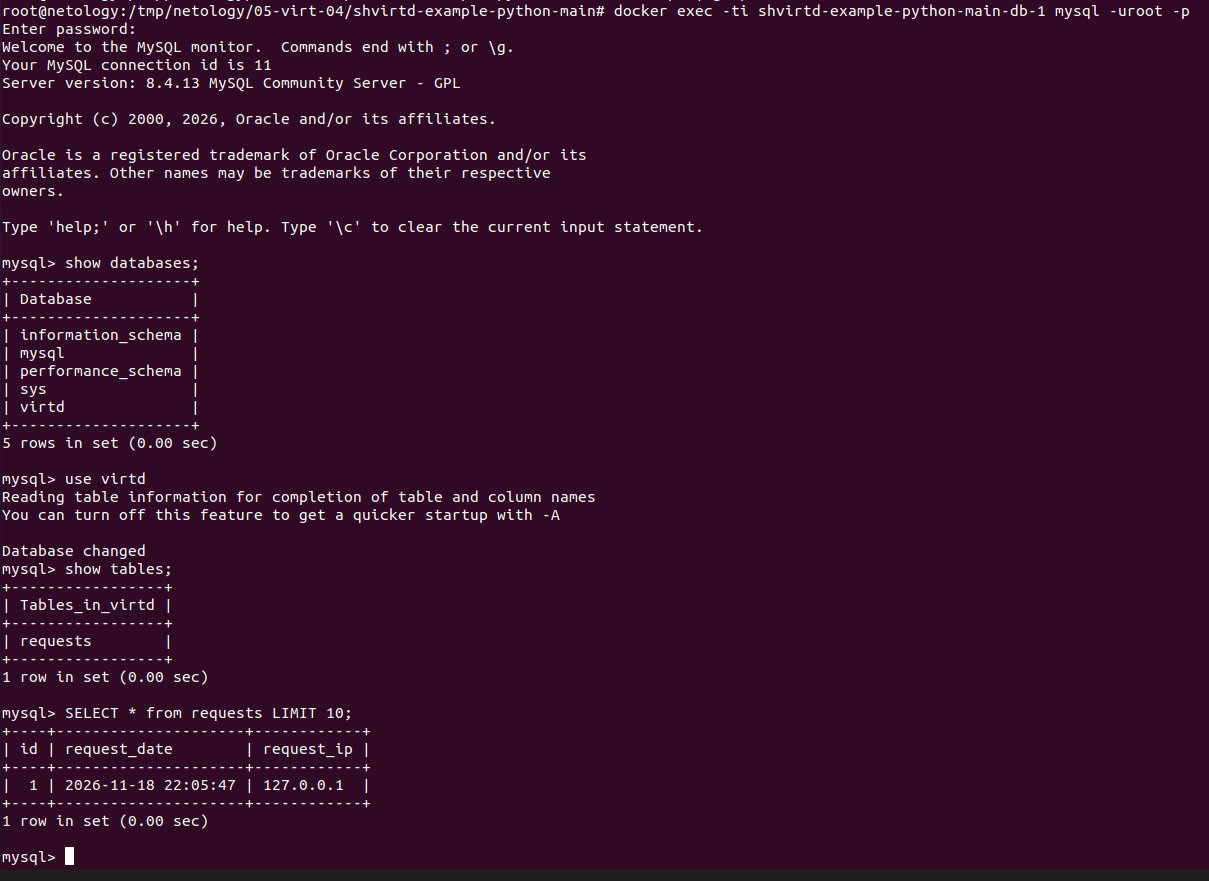 root@netology:/tmp/netology/05-virt-04/shvirtd-example-python-main# docker exec -ti shvirtd-example-python-main-db-1 mysql -uroot -p
Enter password:
Welcome to the MySQL monitor.  Commands end with ; or \g.
Your MySQL connection id is 11
Server version: 8.4.13 MySQL Community Server - GPL

Copyright (c) 2000, 2026, Oracle and/or its affiliates.

Oracle is a registered trademark of Oracle Corporation and/or its
affiliates. Other names may be trademarks of their respective
owners.

Type 'help;' or '\h' for help. Type '\c' to clear the current input statement.

mysql> show databases;
+--------------------+
| Database           |
+--------------------+
| information_schema |
| mysql              |
| performance_schema |
| sys                |
| virtd              |
+--------------------+
5 rows in set (0.00 sec)

mysql> use virtd
Reading table information for completion of table and column names
You can turn off this feature to get a quicker startup with -A

Database changed
mysql> show tables;
+-----------------+
| Tables_in_virtd |
+-----------------+
| requests        |
+-----------------+
1 row in set (0.00 sec)

mysql> SELECT * from requests LIMIT 10;
+----+---------------------+------------+
| id | request_date        | request_ip |
+----+---------------------+------------+
|  1 | 2026-11-18 22:05:47 | 127.0.0.1  |
+----+---------------------+------------+
1 row in set (0.00 sec)

mysql>